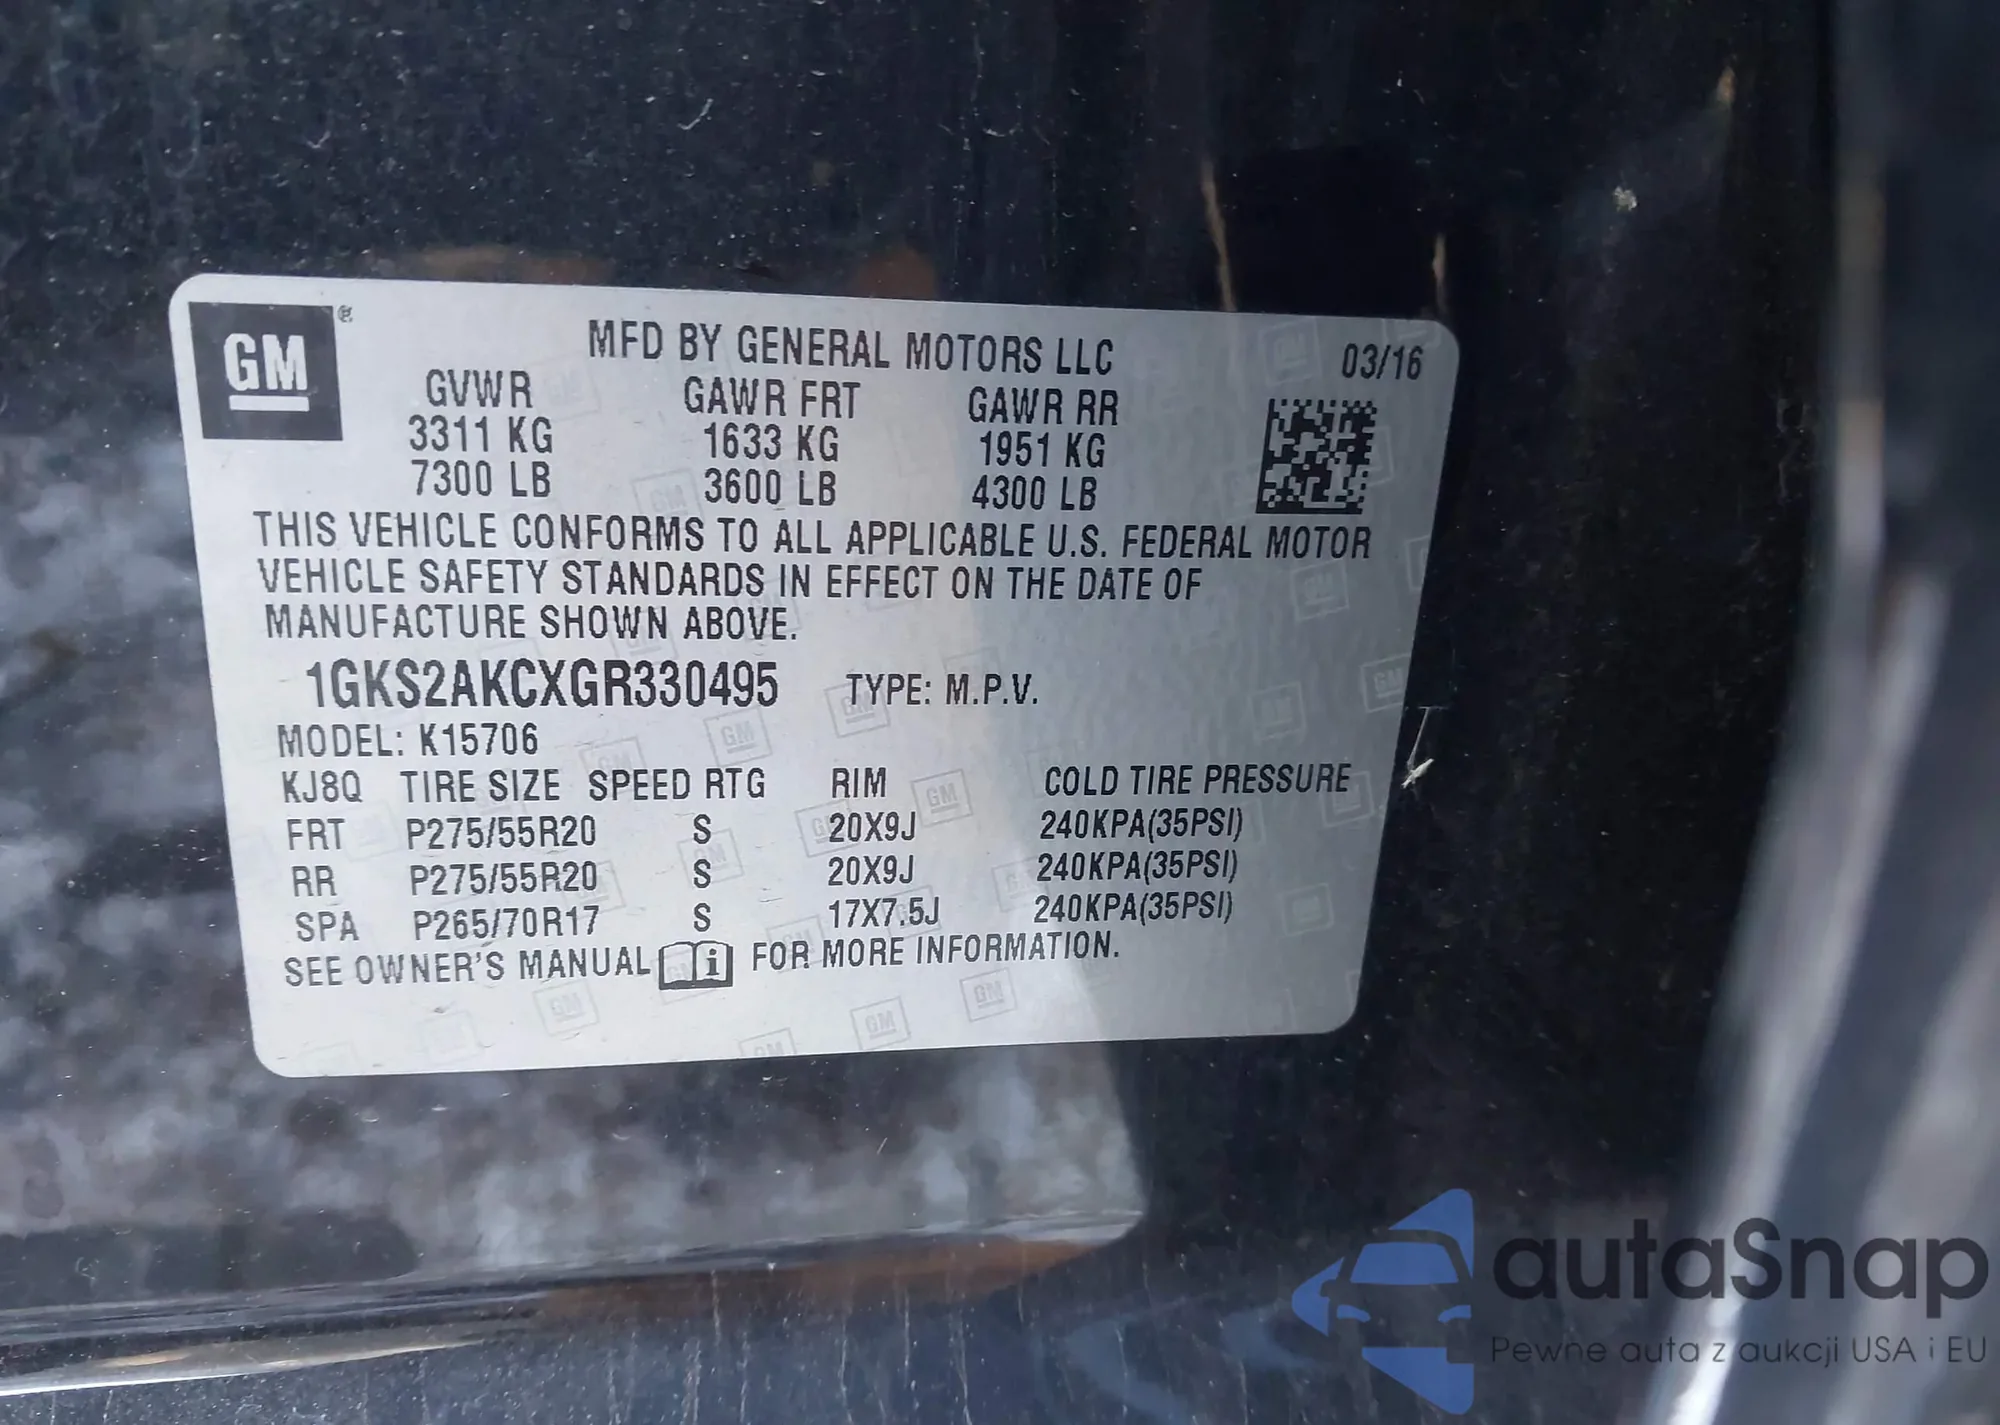 GM ®
MFD BY GENERAL MOTORS LLC 03/16
GVWR GAWR FRT GAWR RR
3311 KG 1633 KG 1951 KG
7300 LB 3600 LB 4300 LB
THIS VEHICLE CONFORMS TO ALL APPLICABLE U.S. FEDERAL MOTOR
VEHICLE SAFETY STANDARDS IN EFFECT ON THE DATE OF
MANUFACTURE SHOWN ABOVE.
1GKS2AKCXGR330495 TYPE: M.P.V.
MODEL: K15706
KJ8Q TIRE SIZE SPEED RTG RIM COLD TIRE PRESSURE
FRT P275/55R20 S 20X9J 240KPA(35PSI)
RR P275/55R20 S 20X9J 240KPA(35PSI)
SPA P265/70R17 S 17X7.5J 240KPA(35PSI)
SEE OWNER'S MANUAL i FOR MORE INFORMATION.
autaSnap
Pewne auta z aukcji USA i EU